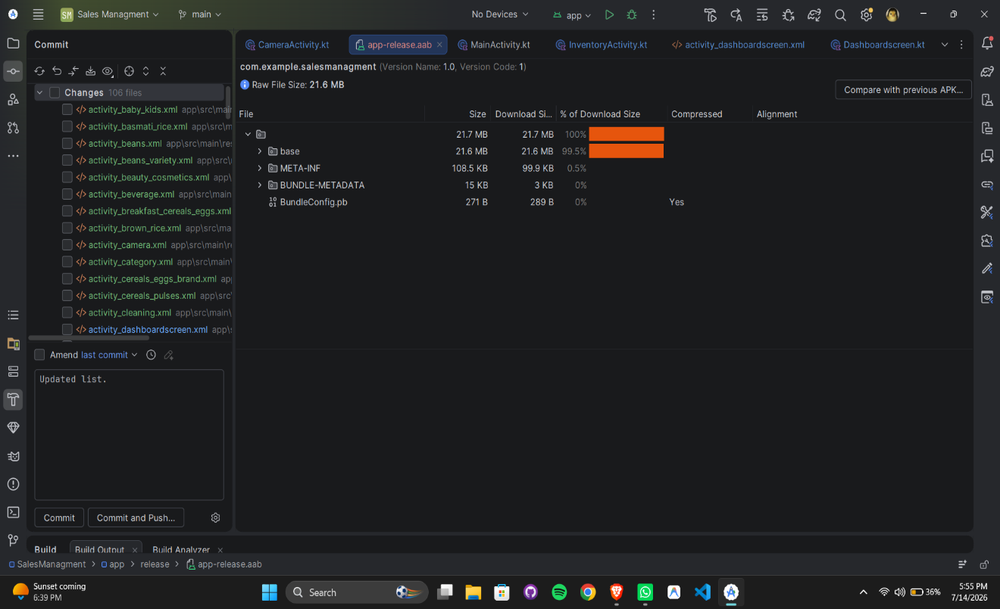 SM Sales Managment main No Devices app
Commit
CameraActivity.kt app-release.aab MainActivity.kt InventoryActivity.kt activity_dashboardscreen.xml Dashboardscreen.kt
com.example.salesmanagment (Version Name: 1.0, Version Code: 1)
Raw File Size: 21.6 MB
Compare with previous APK...
Changes 106 files
activity_baby_kids.xml app\src\mai
activity_basmati_rice.xml app\src\m
activity_beans.xml app\src\main\res
activity_beans_variety.xml app\src\
activity_beauty_cosmetics.xml app\
activity_beverage.xml app\src\main
activity_breakfast_cereals_eggs.xml
activity_brown_rice.xml app\src\ma
activity_camera.xml app\src\main\re
activity_category.xml app\src\main\
activity_cereals_eggs_brand.xml ap
activity_cereals_pulses.xml app\src'
activity_cleaning.xml app\src\main\
activity_dashboardscreen.xml app\s
File Size Download Si... % of Download Size Compressed Alignment
21.7 MB 21.7 MB 100%
base 21.6 MB 21.6 MB 99.5%
META-INF 108.5 KB 99.9 KB 0.5%
BUNDLE-METADATA 15 KB 3 KB 0%
BundleConfig.pb 271 B 289 B 0% Yes
Amend last commit
Updated list.
Commit Commit and Push...
Build Build Output Build Analyzer
SalesManagment > app > release > app-release.aab
Sunset coming
6:39 PM
Search
36%
5:55 PM
7/14/2026